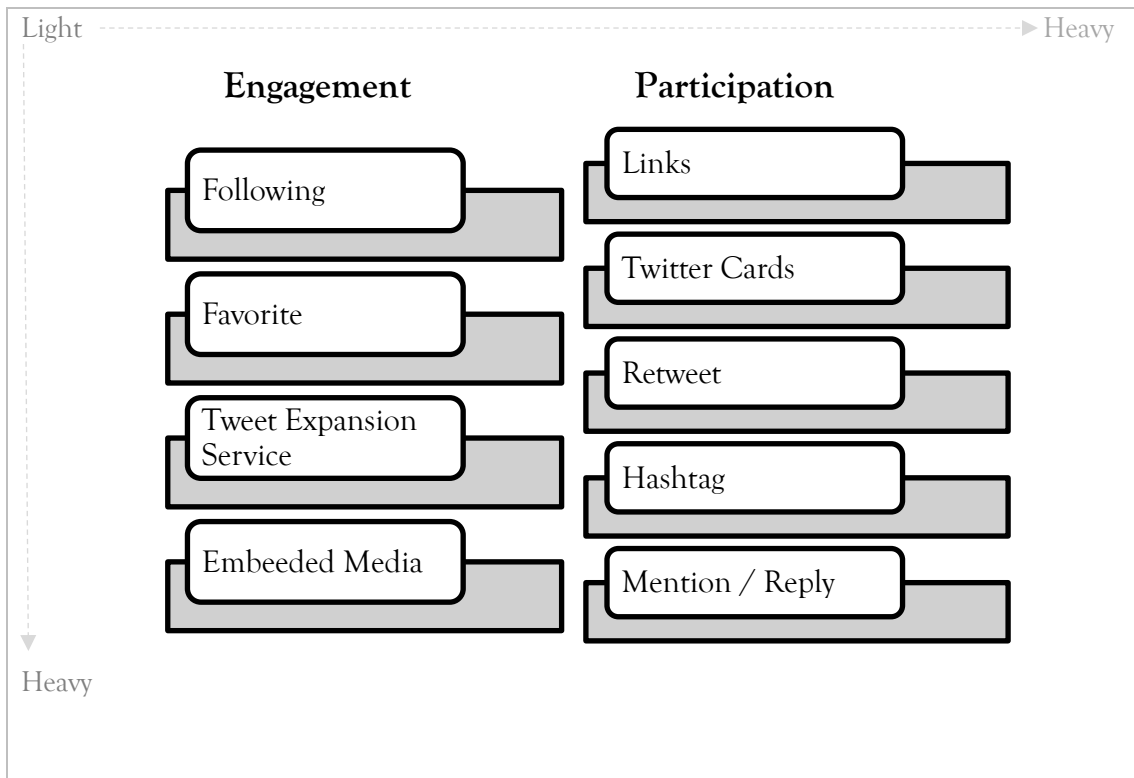 Light
Heavy
Engagement
Participation
Following
Favorite
Tweet Expansion
Service
Embeeded Media
Links
Twitter Cards
Retweet
Hashtag
Mention / Reply
Heavy